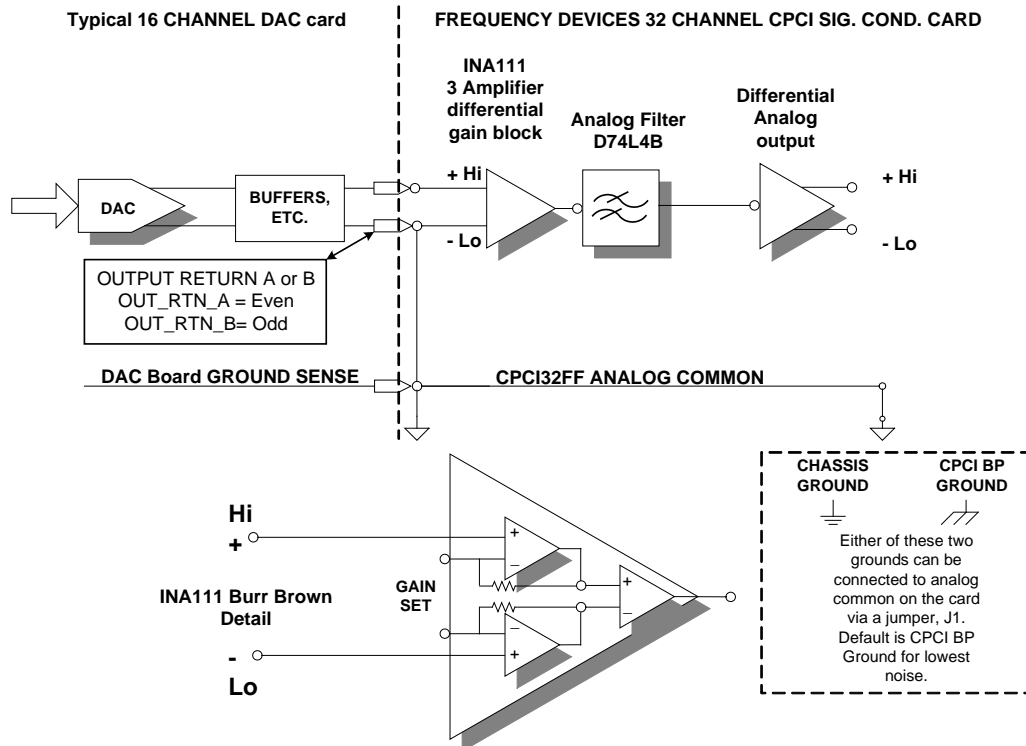 Typical 16 CHANNEL DAC card
FREQUENCY DEVICES 32 CHANNEL CPCI SIG. COND. CARD
INA111
3 Amplifier
differential
gain block
Analog Filter
D74L4B
Differential
Analog
output
DAC
BUFFERS,
ETC.
+ Hi
- Lo
+ Hi
- Lo
OUTPUT RETURN A or B
OUT_RTN_A = Even
OUT_RTN_B= Odd
DAC Board GROUND SENSE
CPCI32FF ANALOG COMMON
Hi
+
INA111 Burr Brown
Detail
-
Lo
GAIN
SET
+
−
−
+
+
−
CHASSIS
GROUND
CPCI BP
GROUND
Either of these two
grounds can be
connected to analog
common on the card
via a jumper, J1.
Default is CPCI BP
Ground for lowest
noise.